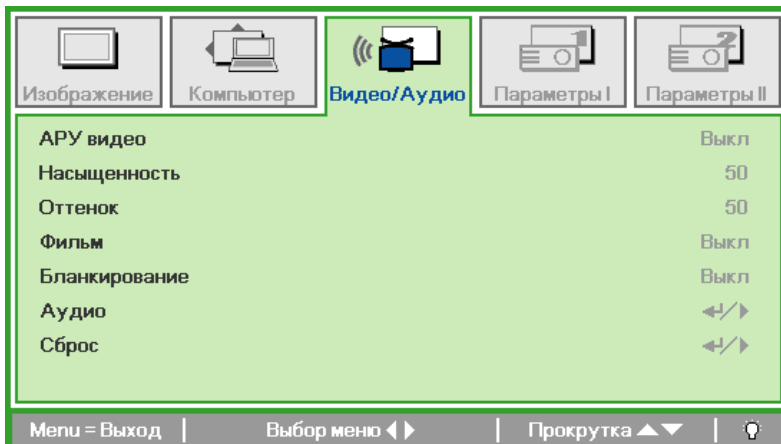 Изображение Компьютер Видео/Аудио Параметры I Параметры II
АРУ видео Выкл
Насыщенность 50
Оттенок 50
Фильм Выкл
Бланкирование Выкл
Аудио
Сброс
Menu = Выход Выбор меню Прокрутка